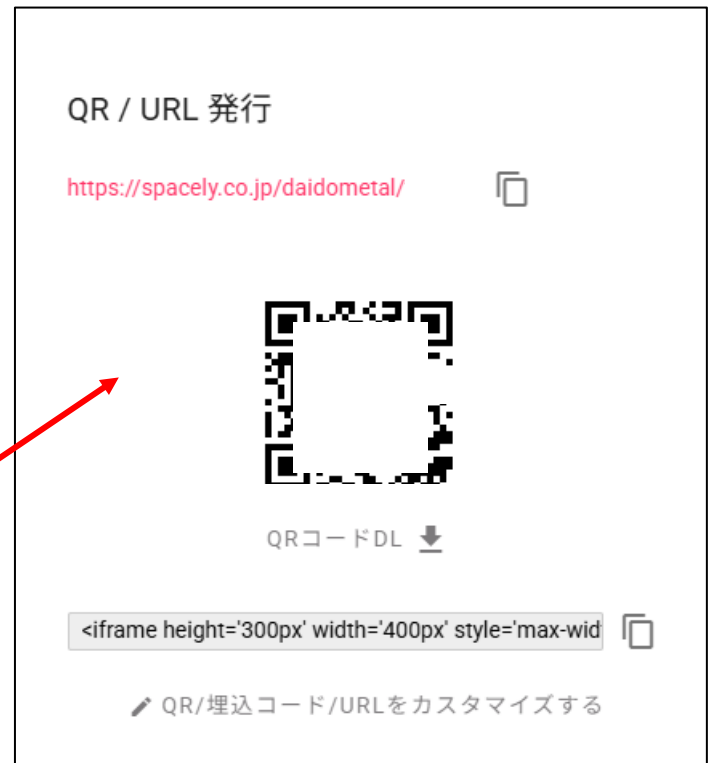 QR / URL 発行
https://spacely.co.jp/daidometal/
QRコードDL
<iframe height='300px' width='400px' style='max-wid
QR/埋込コード/URLをカスタマイズする